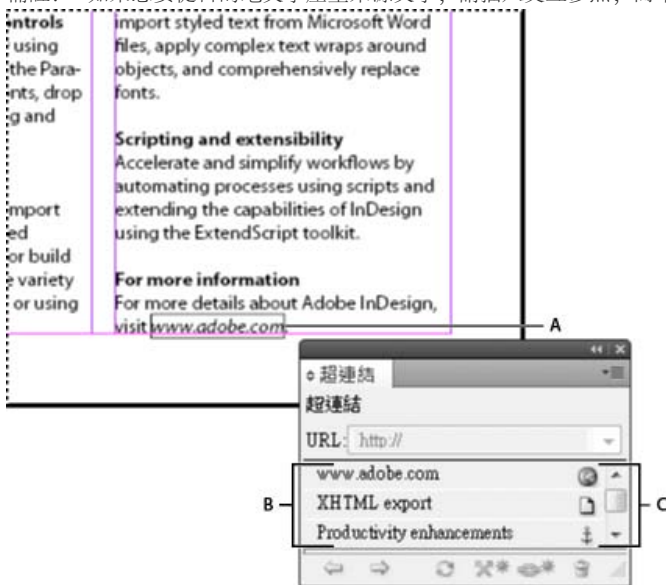 ntrols
using
the Para-
nts, drop
g and
mport
ed
or build
variety
or using
import styled text from Microsoft Word
files, apply complex text wraps around
objects, and comprehensively replace
fonts.
Scripting and extensibility
Accelerate and simplify workflows by
automating processes using scripts and
extending the capabilities of InDesign
using the ExtendScript toolkit.
For more information
For more details about Adobe InDesign,
visit www.adobe.com.
A
超連結
超連結
URL: http://
www.adobe.com
B
XHTML export
C
Productivity enhancements